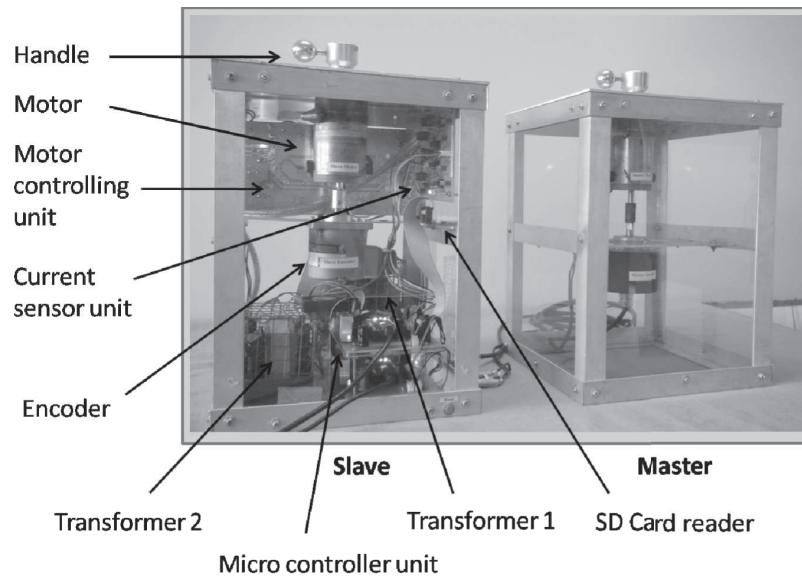 Handle
Motor
Motor
controlling
unit
Current
sensor unit
Encoder
Slave
Master
Transformer 2
Transformer 1
SD Card reader
Micro controller unit